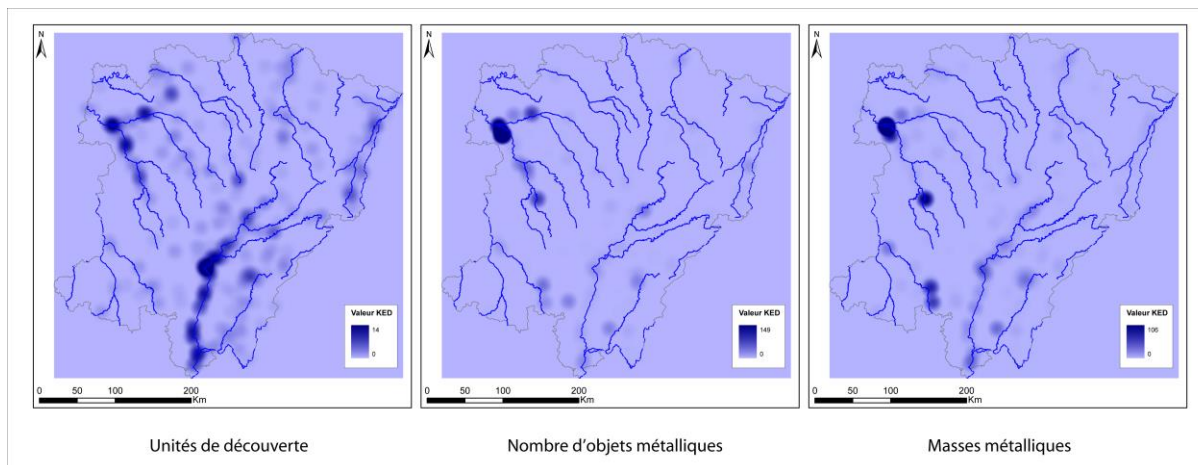 N
Valeur KED
14
0
0 50 100 200
Km
Unités de découverte
N
Valeur KED
149
0
0 50 100 200
Km
Nombre d'objets métalliques
N
Valeur KED
106
0
0 50 100 200
Km
Masses métalliques